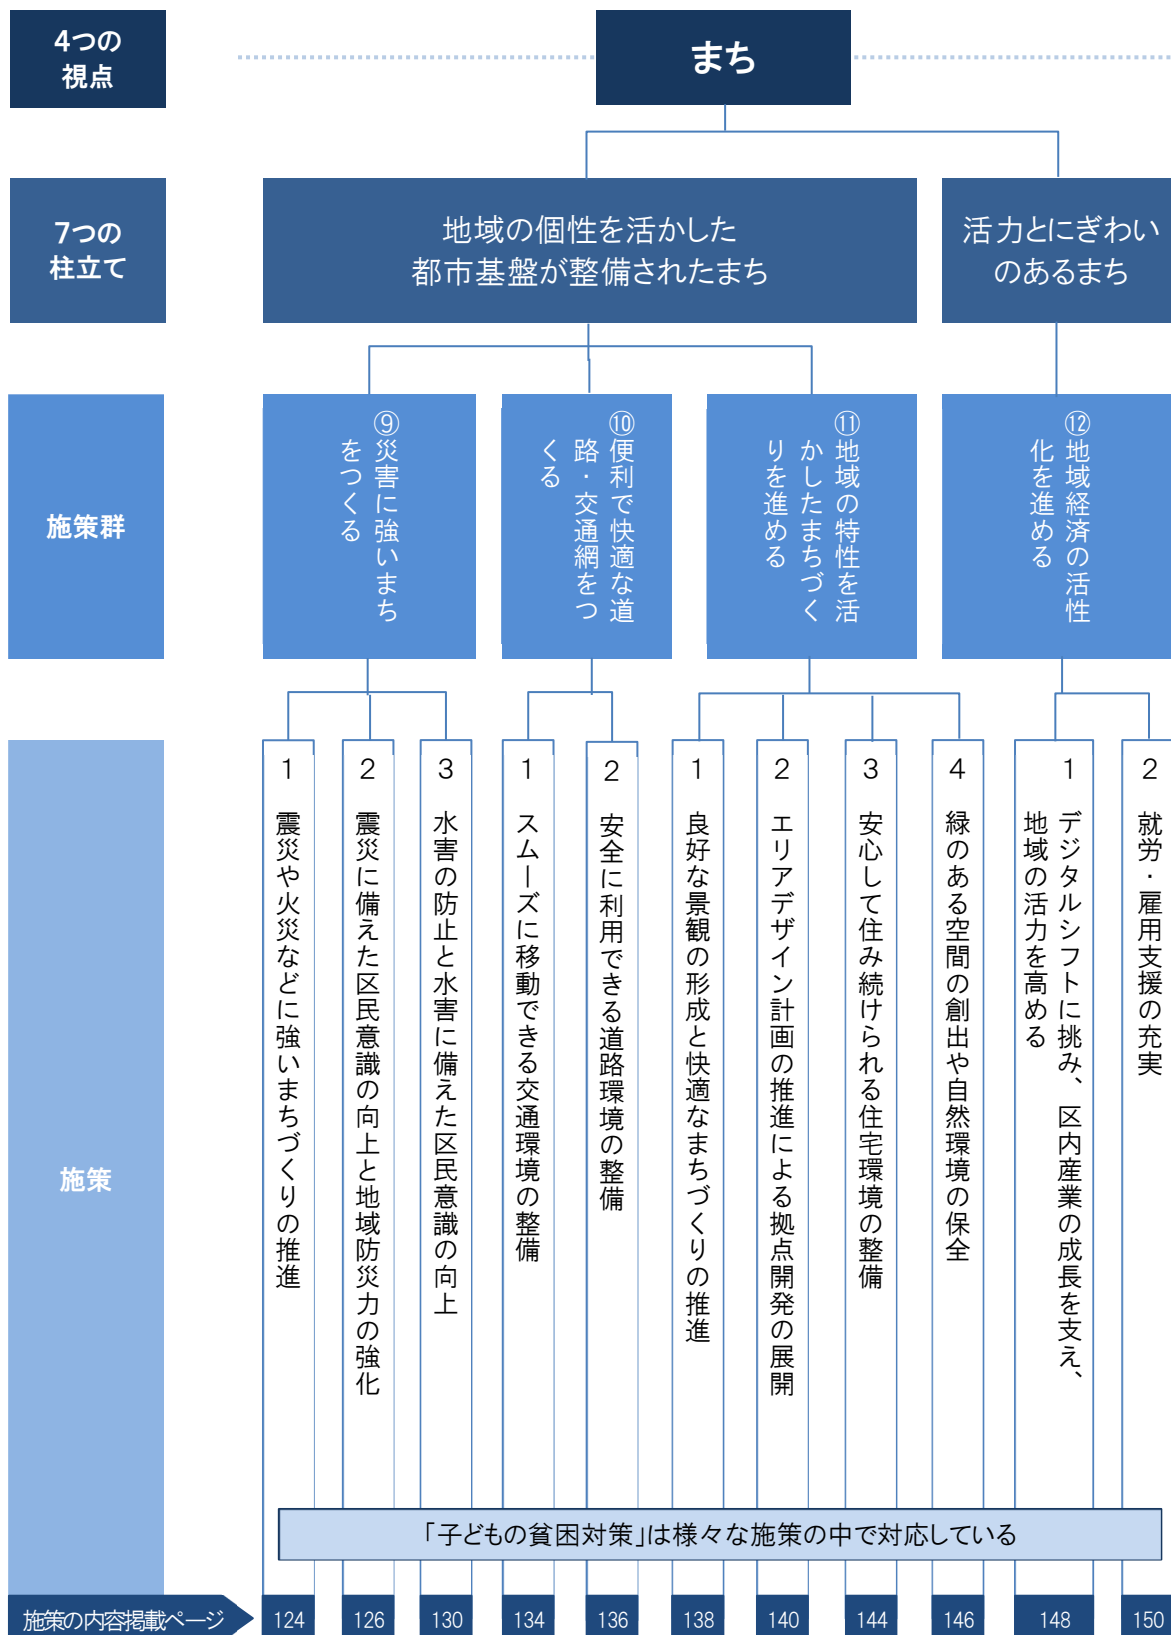 4つの
視点
まち
7つの
柱立て
地域の個性を活かした
都市基盤が整備されたまち
活力とにぎわい
のあるまち
施策群
⑨災害に強いまち
をつくる
⑩便利で快適な道
路・交通網をつ
くる
⑪地域の特性を活
かしたまちづく
りを進める
⑫地域経済の活性
化を進める
施策
1 震災や火災などに強いまちづくりの推進
2 震災に備えた区民意識の向上と地域防災力の強化
3 水害の防止と水害に備えた区民意識の向上
1 スムーズに移動できる交通環境の整備
2 安全に利用できる道路環境の整備
1 良好な景観の形成と快適なまちづくりの推進
2 エリアデザイン計画の推進による拠点開発の展開
3 安心して住み続けられる住宅環境の整備
4 緑のある空間の創出や自然環境の保全
1 デジタルシフトに挑み、区内産業の成長を支え、
地域の活力を高める
2 就労・雇用支援の充実
「子どもの貧困対策」は様々な施策の中で対応している
施策の内容掲載ページ
124
126
130
134
136
138
140
144
146
148
150